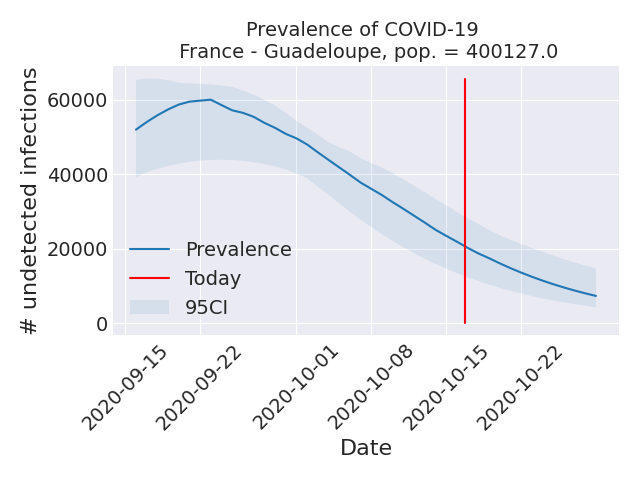 Prevalence of COVID-19
France - Guadeloupe, pop. = 400127.0
# undetected infections
60000
40000
20000
0
Prevalence
Today
95CI
2020-09-15
2020-09-22
2020-10-01
2020-10-08
2020-10-15
2020-10-22
Date